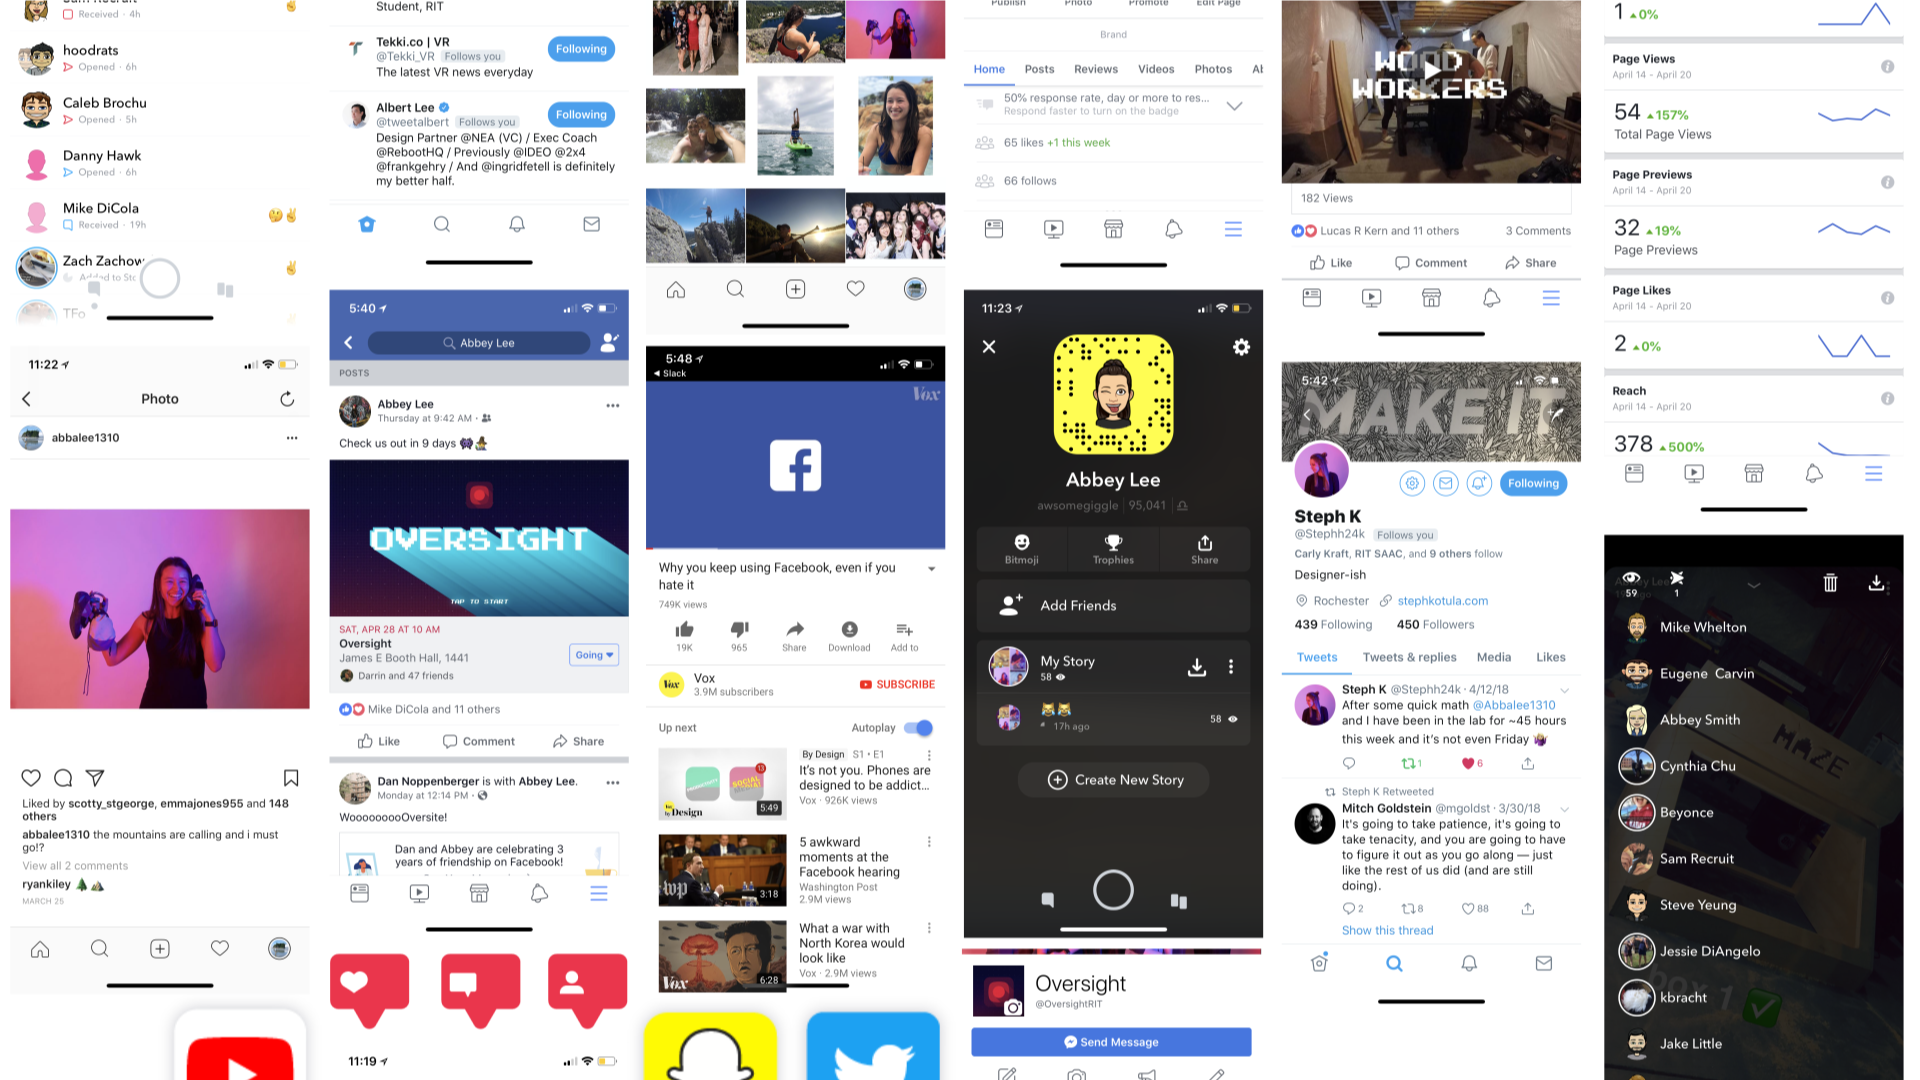 Received · 4h
hoodrats
Opened · 6h
Caleb Brochu
Opened · 5h
Danny Hawk
Opened · 6h
Mike DiCola
Received · 19h
Zach Zachow
Added to Sto
TFo
11:22
Photo
abbalee1310
Liked by scotty_stgeorge, emmajones955 and 148
others
abbalee1310 the mountains are calling and i must
go!?
View all 2 comments
ryankiley 🌲⛰
MARCH 25
Student, RIT
Tekki.co | VR
@Tekki_VR Follows you
The latest VR news everyday
Following
Albert Lee
@tweetalbert Follows you
Following
Design Partner @NEA (VC) / Exec Coach
@RebootHQ / Previously @IDEO @2x4
@frankgehry / And @ingridfetell is definitely
my better half.
5:40
Abbey Lee
POSTS
Abbey Lee
Thursday at 9:42 AM
Check us out in 9 days
OVERSIGHT
TAP TO START
SAT, APR 28 AT 10 AM
Oversight
James E Booth Hall, 1441
Darrin and 47 friends
Going
Mike DiCola and 11 others
Like Comment Share
Dan Noppenberger is with Abbey Lee.
Monday at 12:14 PM
WooooooooOversite!
Dan and Abbey are celebrating 3
years of friendship on Facebook!
11:19
5:48
Slack
Vox
Why you keep using Facebook, even if you
hate it
749K views
19K 965 Share Download Add to
Vox
3.9M subscribers
SUBSCRIBE
Up next Autoplay
By Design S1 • E1
It's not you. Phones are
designed to be addict...
Vox · 926K views
SOCIAL
13
by Design
5:49
5 awkward
moments at the
Facebook hearing
Washington Post
2.9M views
wp
3:18
What a war with
North Korea would
look like
Vox · 2.9M views
Vox
6:28
Publish Photo Promote Edit Page
Brand
Home Posts Reviews Videos Photos Al
50% response rate, day or more to res...
Respond faster to turn on the badge
65 likes +1 this week
66 follows
11:23
Abbey Lee
awsomegiggle 95,041
Bitmoji Trophies Share
Add Friends
My Story
58
17h ago
58
Create New Story
Oversight
@OversightRIT
Send Message
WOOD
WORKERS
182 Views
Lucas R Kern and 11 others 3 Comments
Like Comment Share
5:42
MAKE IT
Following
Steph K
@Stephh24k Follows you
Carly Kraft, RIT SAAC, and 9 others follow
Designer-ish
Rochester stephkotula.com
439 Following 450 Followers
Tweets Tweets & replies Media Likes
Steph K @Stephh24k · 4/12/18
After some quick math @Abbalee1310
and I have been in the lab for ~45 hours
this week and it's not even Friday
1 6
Steph K Retweeted
Mitch Goldstein @mgoldst · 3/30/18
It's going to take patience, it's going to
take tenacity, and you are going to have
to figure it out as you go along — just
like the rest of us did (and are still
doing).
2 8 88
Show this thread
1 0%
Page Views
April 14 - April 20
54 157%
Total Page Views
Page Previews
April 14 - April 20
32 19%
Page Previews
Page Likes
April 14 - April 20
2 0%
Reach
April 14 - April 20
378 500%
59 1
Mike Whelton
Eugene Carvin
Abbey Smith
MAZE
Cynthia Chu
Beyonce
Sam Recruit
Steve Yeung
Jessie DiAngelo
box 1
kbracht
Jake Little